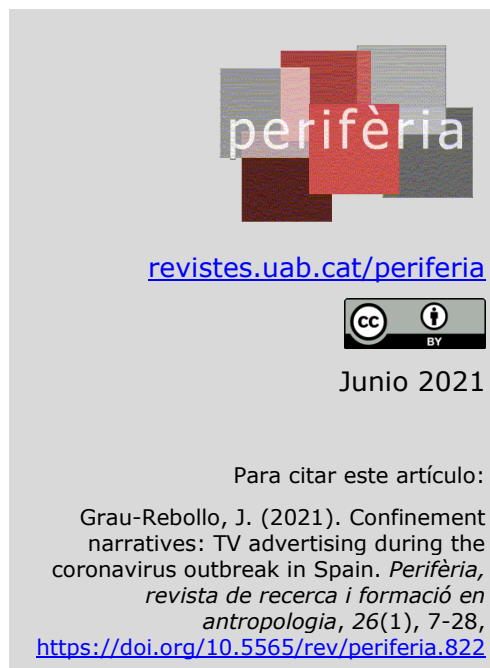 perifèria
revistes.uab.cat/periferia
cc
BY
Junio 2021
Para citar este artículo:
Grau-Rebollo, J. (2021). Confinement
narratives: TV advertising during the
coronavirus outbreak in Spain. Perifèria,
revista de recerca i formació en
antropologia, 26(1), 7-28,
https://doi.org/10.5565/rev/periferia.822